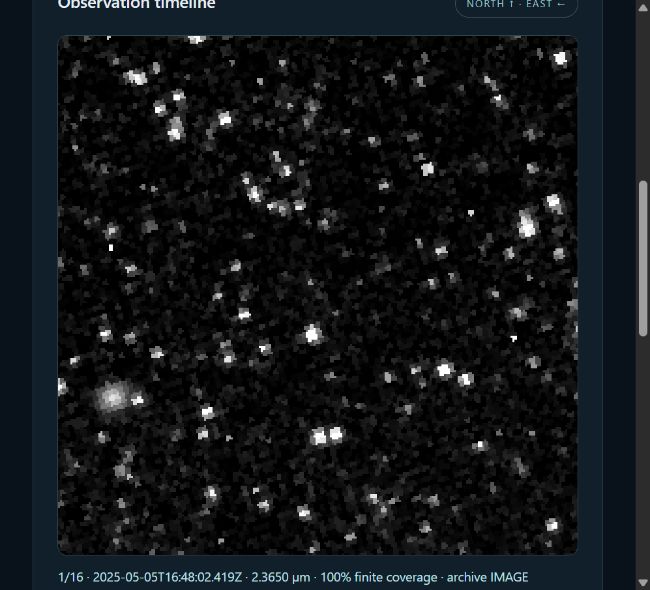 Observation timeline
NORTH ↑ · EAST ←
1/16 · 2025-05-05T16:48:02.419Z · 2.3650 μm · 100% finite coverage · archive IMAGE